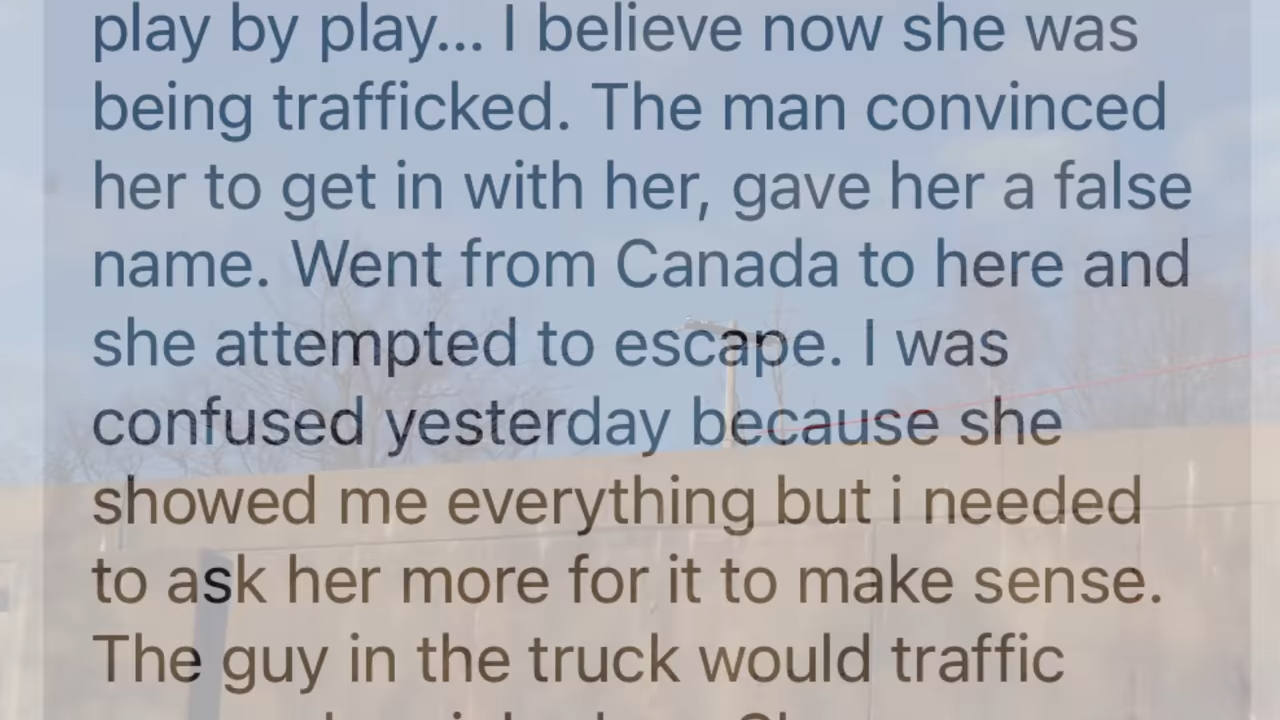 play by play... I believe now she was
being trafficked. The man convinced
her to get in with her, gave her a false
name. Went from Canada to here and
she attempted to escape. I was
confused yesterday because she
showed me everything but i needed
to ask her more for it to make sense.
The guy in the truck would traffic